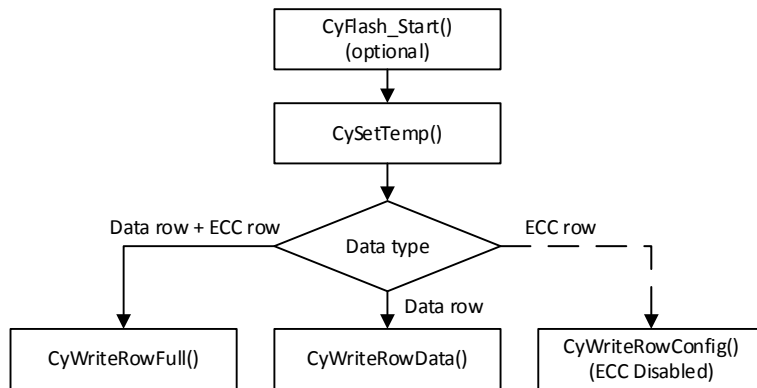 CyFlash_Start()
(optional)
CySetTemp()
Data row + ECC row
ECC row
Data type
Data row
CyWriteRowFull()
CyWriteRowData()
CyWriteRowConfig()
(ECC Disabled)